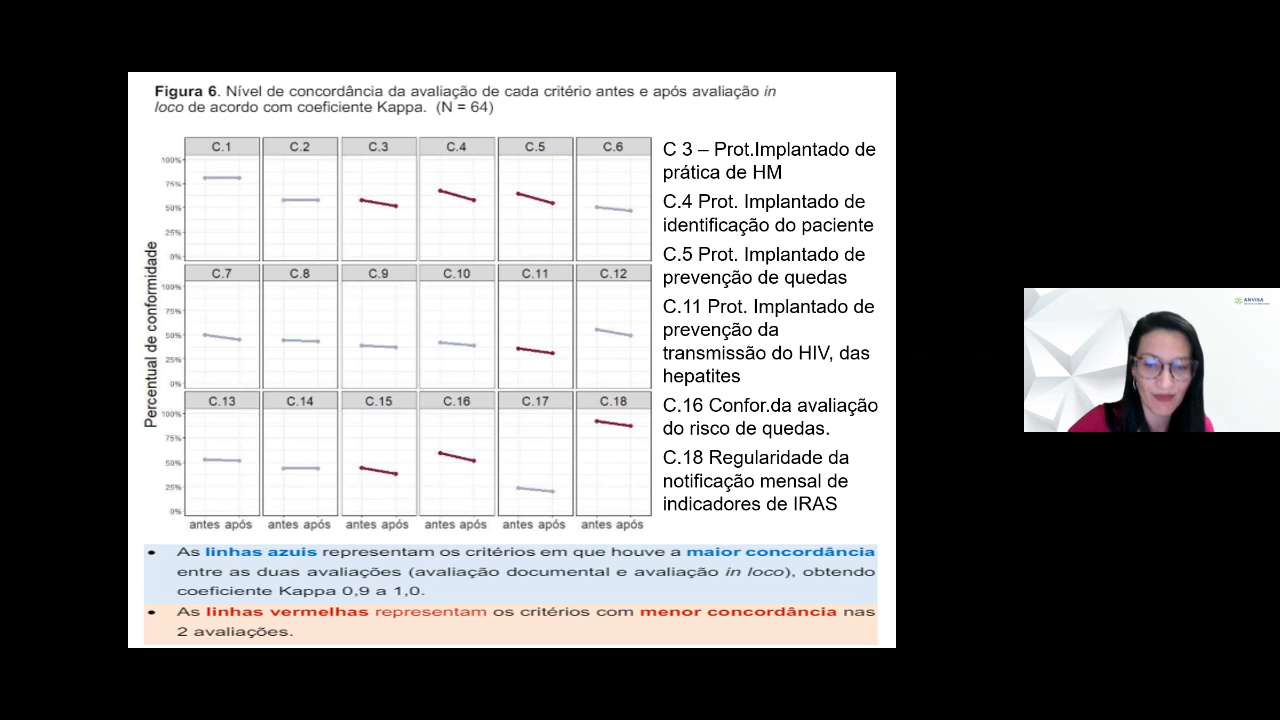 Figura 6. Nível de concordância da avaliação de cada critério antes e após avaliação in
loco de acordo com coeficiente Kappa. (N = 64)
Percentual de conformidade
C.1 C.2 C.3 C.4 C.5 C.6
100%
75%
50%
25%
0%
C.7 C.8 C.9 C.10 C.11 C.12
100%
75%
50%
25%
0%
C.13 C.14 C.15 C.16 C.17 C.18
100%
75%
50%
25%
0%
antes após antes após antes após antes após antes após antes após
C 3 – Prot.Implantado de
prática de HM
C.4 Prot. Implantado de
identificação do paciente
C.5 Prot. Implantado de
prevenção de quedas
C.11 Prot. Implantado de
prevenção da
transmissão do HIV, das
hepatites
C.16 Confor.da avaliação
do risco de quedas.
C.18 Regularidade da
notificação mensal de
indicadores de IRAS
• As linhas azuis representam os critérios em que houve a maior concordância
entre as duas avaliações (avaliação documental e avaliação in loco), obtendo
coeficiente Kappa 0,9 a 1,0.
• As linhas vermelhas representam os critérios com menor concordância nas
2 avaliações.
ANVISA